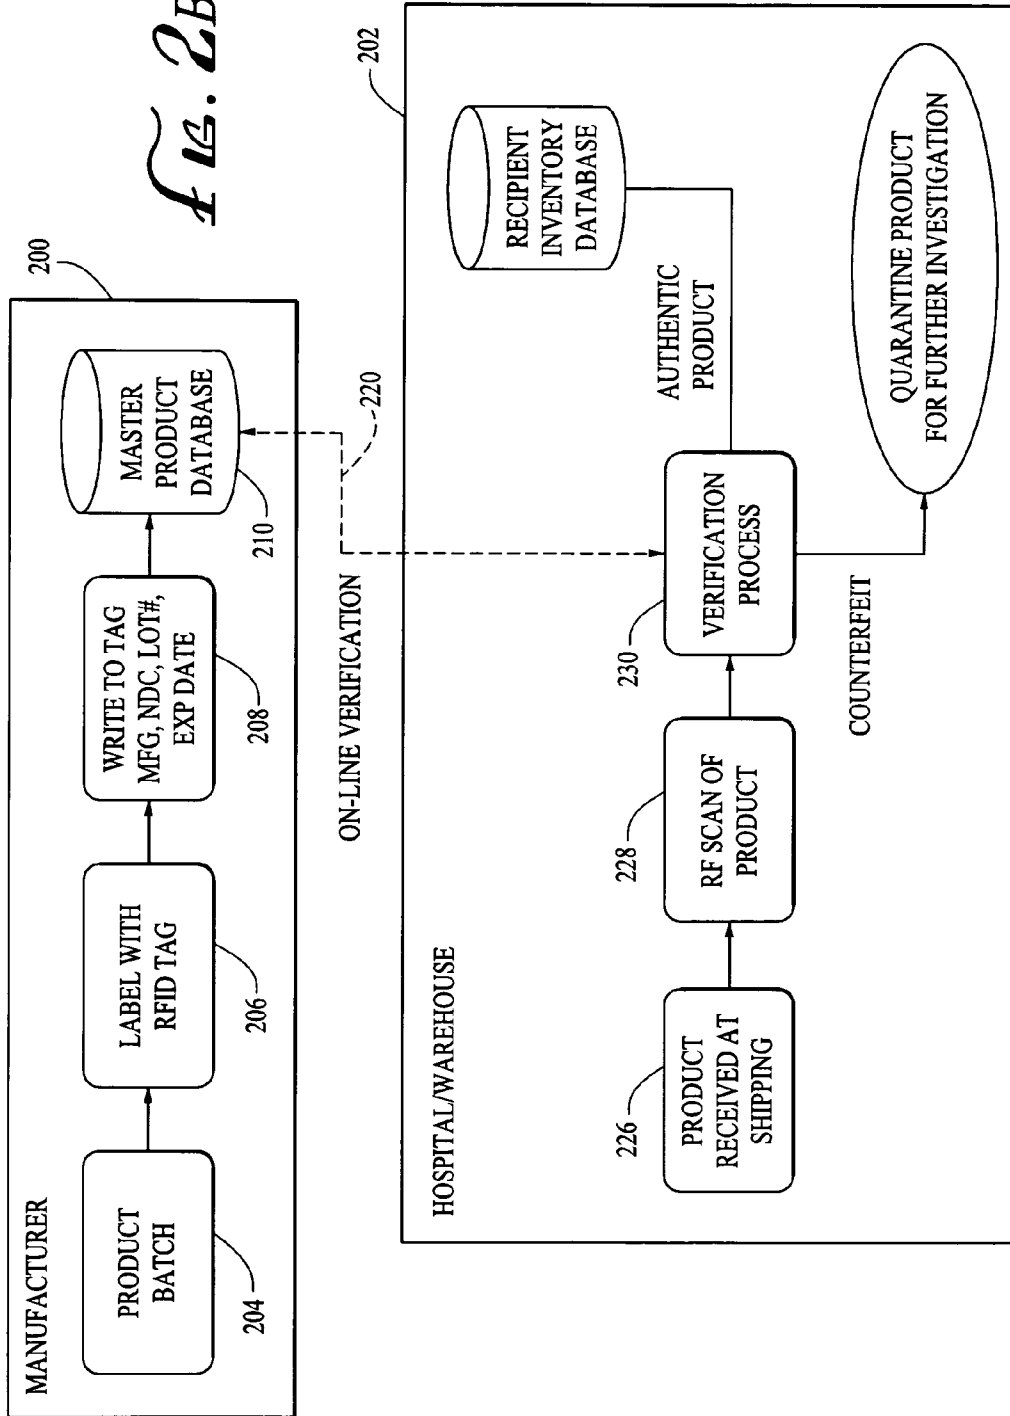 FIG. 2B
MANUFACTURER
200
PRODUCT
BATCH
204
LABEL WITH
RFID TAG
206
WRITE TO TAG
MFG, NDC, LOT#,
EXP DATE
208
MASTER
PRODUCT
DATABASE
210
ON-LINE VERIFICATION
220
HOSPITAL/WAREHOUSE
202
PRODUCT
RECEIVED AT
SHIPPING
226
RF SCAN OF
PRODUCT
228
VERIFICATION
PROCESS
230
AUTHENTIC
PRODUCT
RECIPIENT
INVENTORY
DATABASE
COUNTERFEIT
QUARANTINE PRODUCT
FOR FURTHER INVESTIGATION